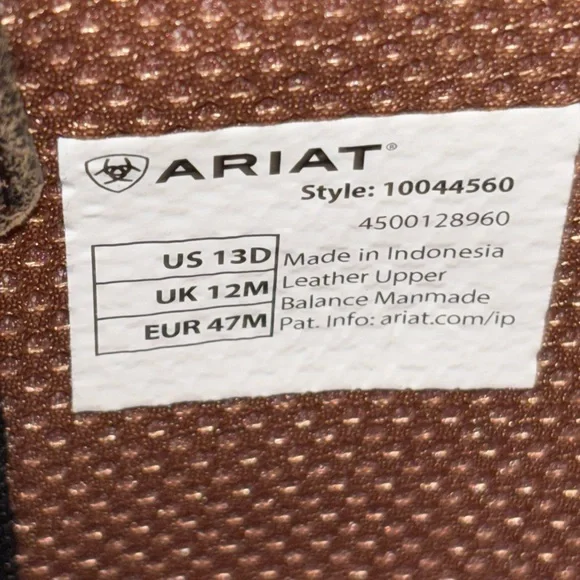 ARIAT®
Style: 10044560
4500128960
US 13D
UK 12M
EUR 47M
Made in Indonesia
Leather Upper
Balance Manmade
Pat. Info: ariat.com/ip